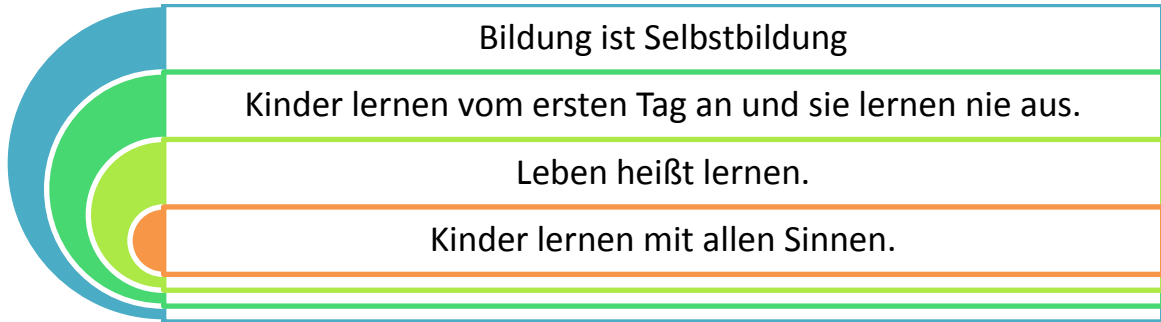 Bildung ist Selbstbildung
Kinder lernen vom ersten Tag an und sie lernen nie aus.
Leben heißt lernen.
Kinder lernen mit allen Sinnen.